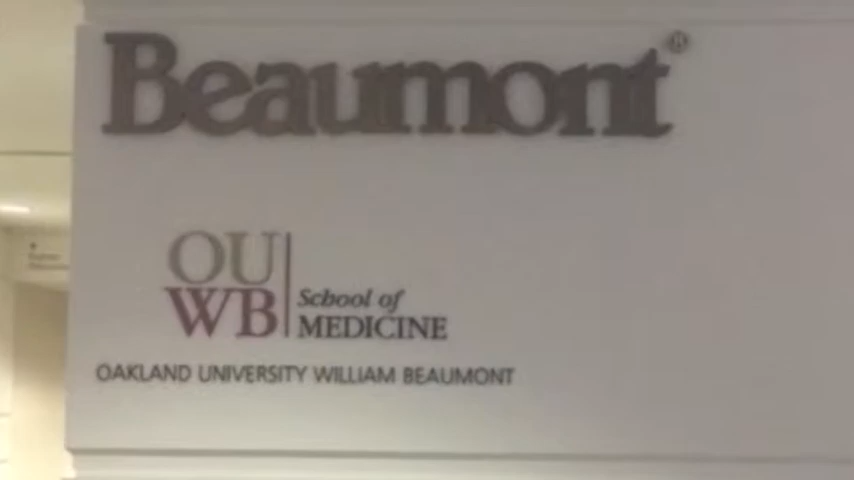 Beaumont®
OU
WB
School of
MEDICINE
OAKLAND UNIVERSITY WILLIAM BEAUMONT